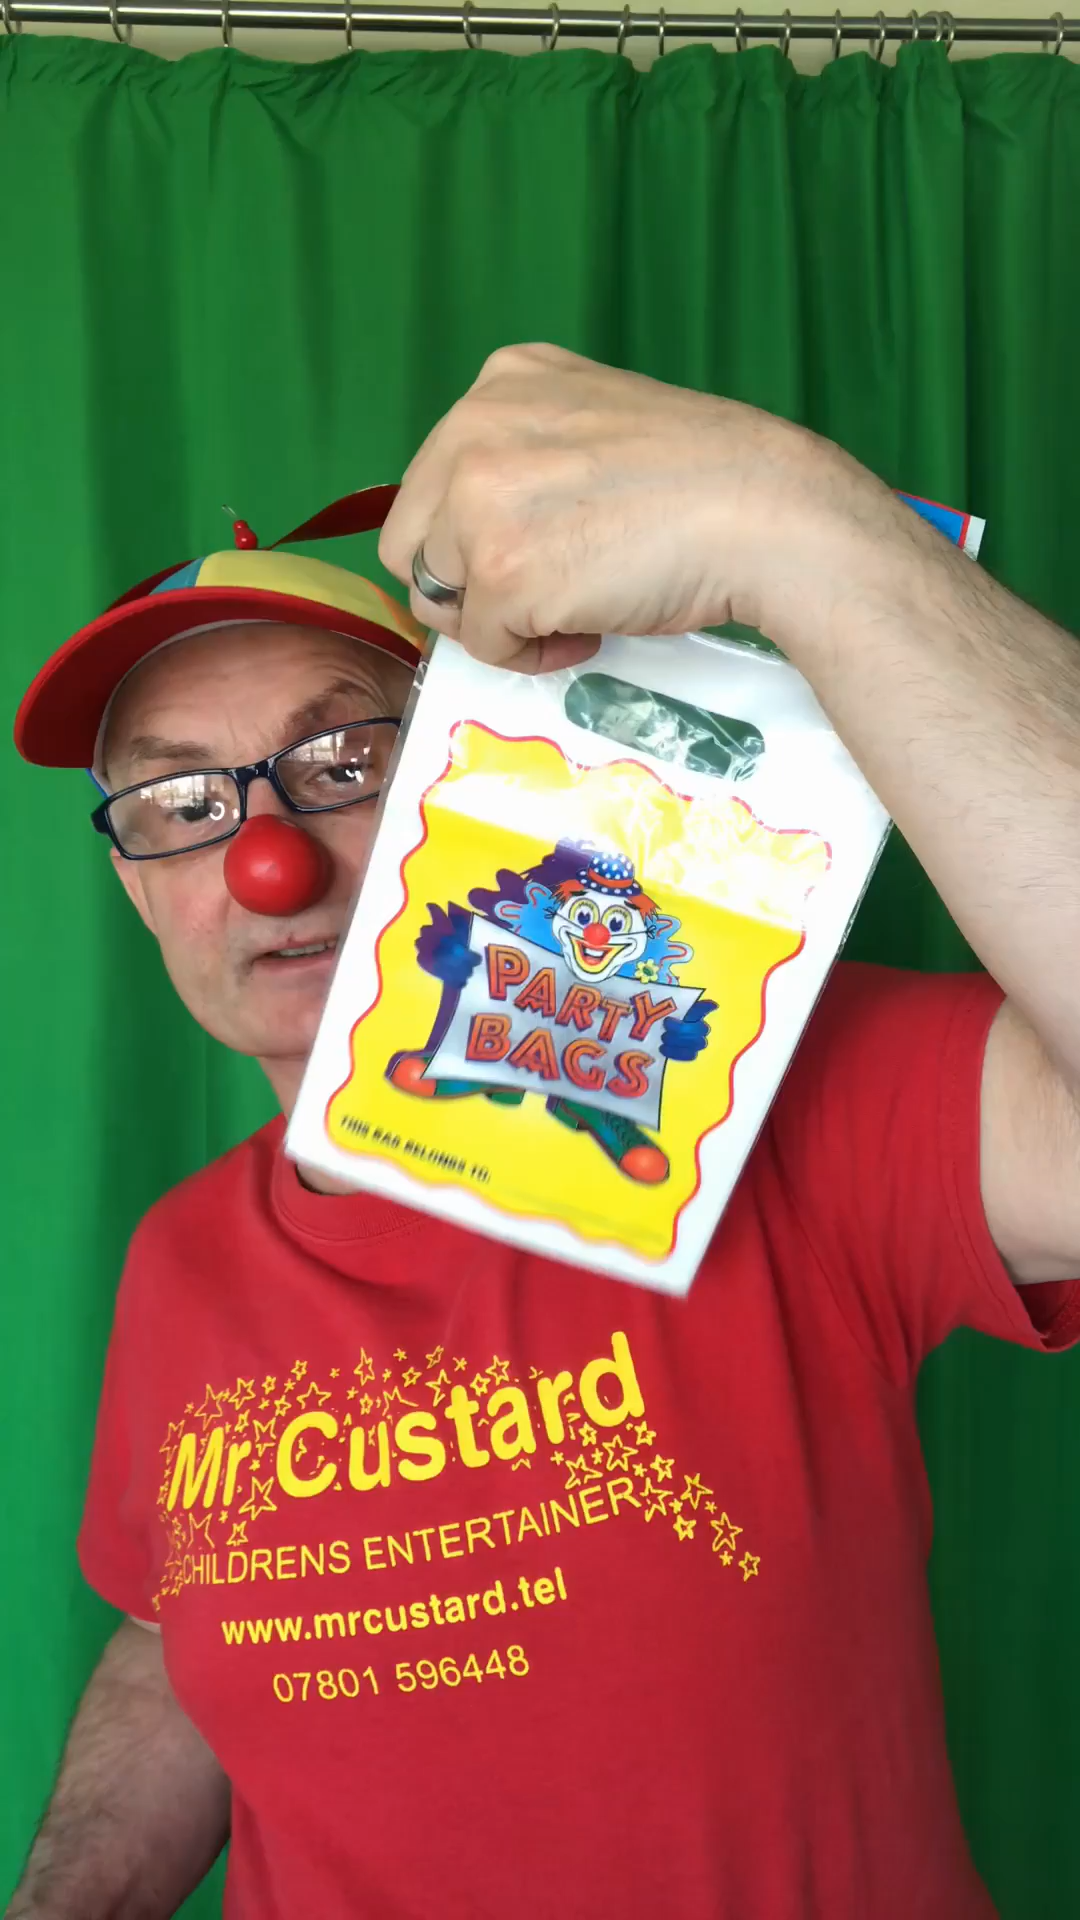 PARTY
BAGS
THIS BAG BELONGS TO:
Mr Custard
CHILDRENS ENTERTAINER
www.mrcustard.tel
07801 596448